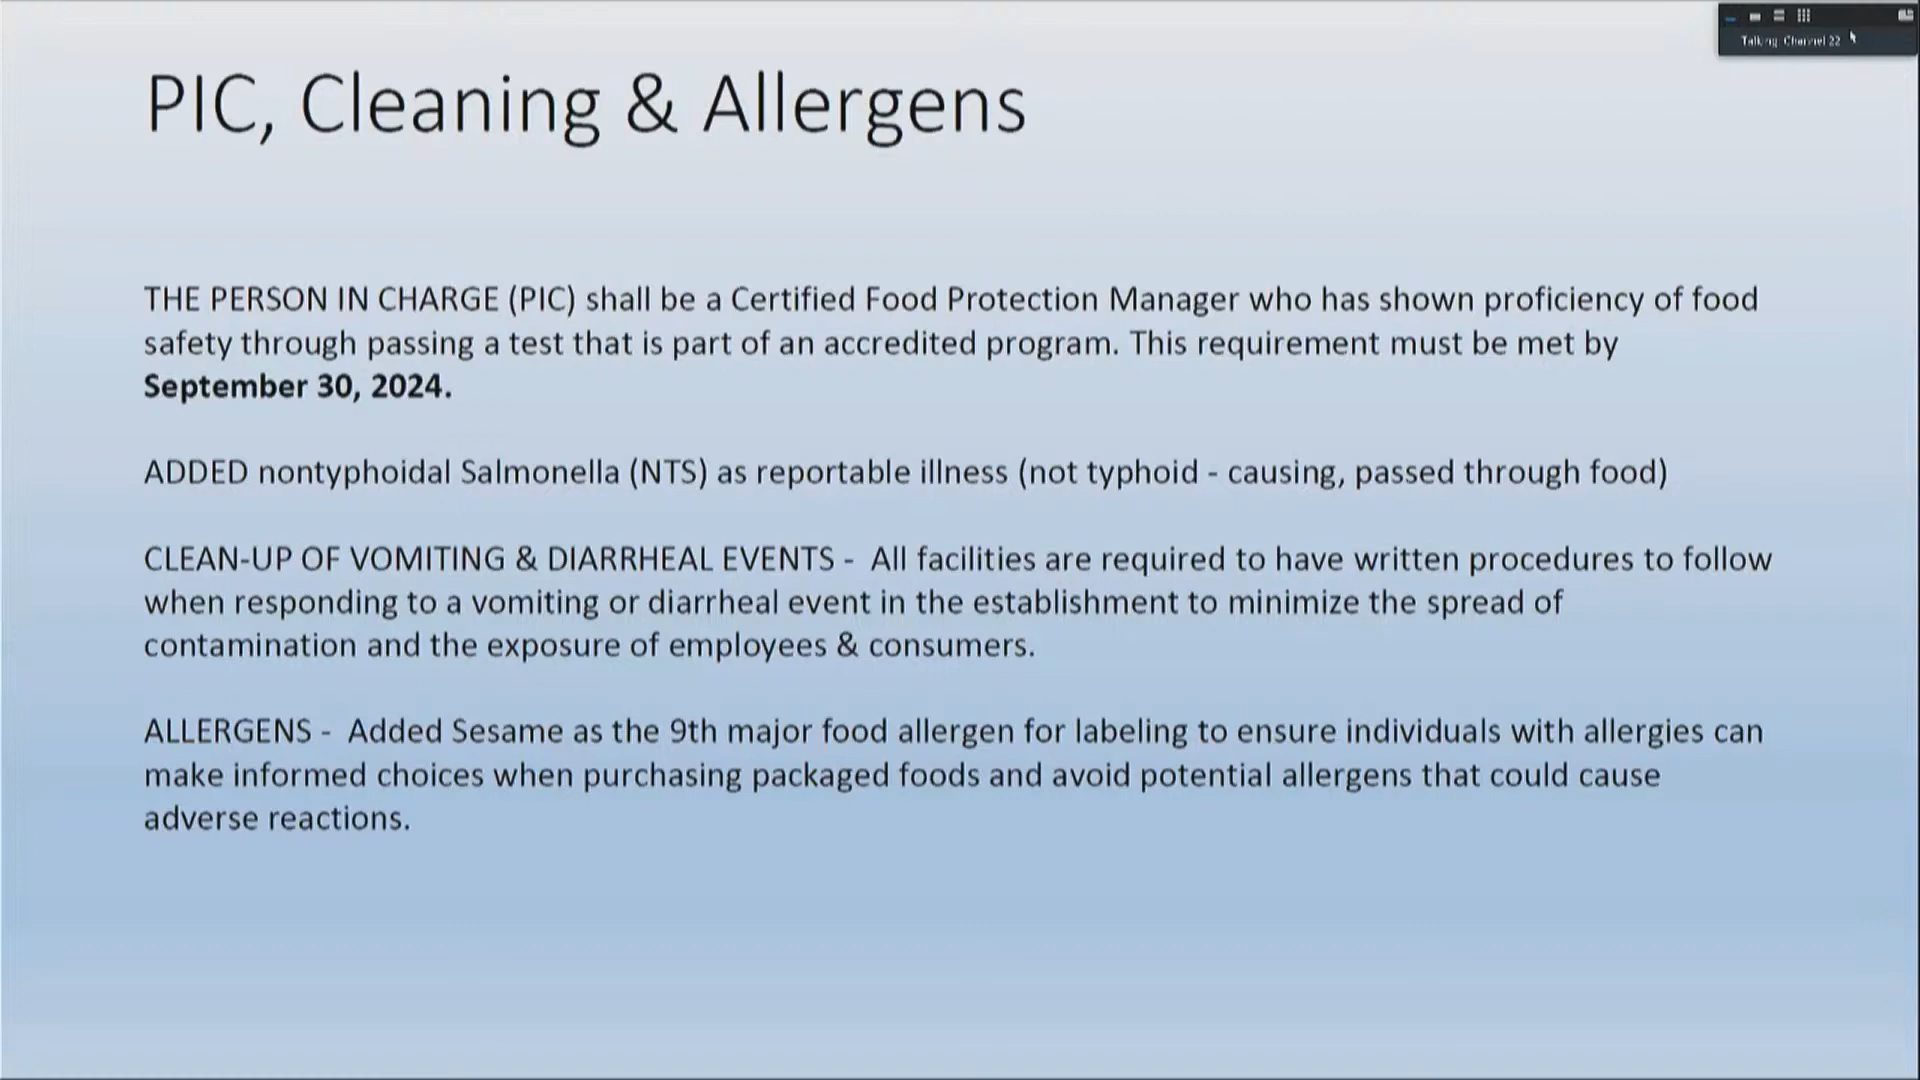 Talking: Channel 22
PIC, Cleaning & Allergens
THE PERSON IN CHARGE (PIC) shall be a Certified Food Protection Manager who has shown proficiency of food
safety through passing a test that is part of an accredited program. This requirement must be met by
September 30, 2024.
ADDED nontyphoidal Salmonella (NTS) as reportable illness (not typhoid - causing, passed through food)
CLEAN-UP OF VOMITING & DIARRHEAL EVENTS -  All facilities are required to have written procedures to follow
when responding to a vomiting or diarrheal event in the establishment to minimize the spread of
contamination and the exposure of employees & consumers.
ALLERGENS -  Added Sesame as the 9th major food allergen for labeling to ensure individuals with allergies can
make informed choices when purchasing packaged foods and avoid potential allergens that could cause
adverse reactions.